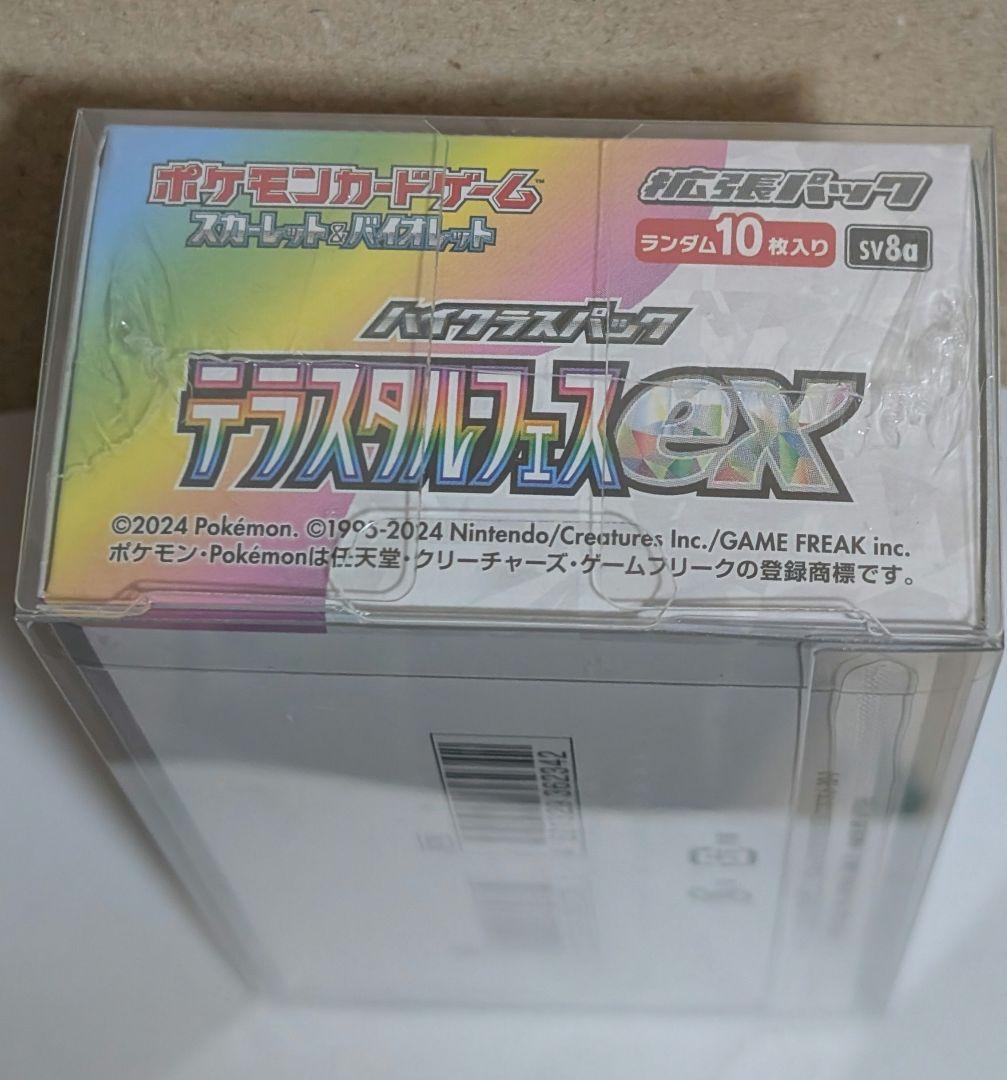 ポケモンカードゲーム™
スカーレット&バイオレット
拡張パック
ランダム10枚入り
sv8a
ハイクラスパック
テラスタルフェスex
©2024 Pokémon. ©1995-2024 Nintendo/Creatures Inc./GAME FREAK inc.
ポケモン・Pokémonは任天堂・クリーチャーズ・ゲームフリークの登録商標です。